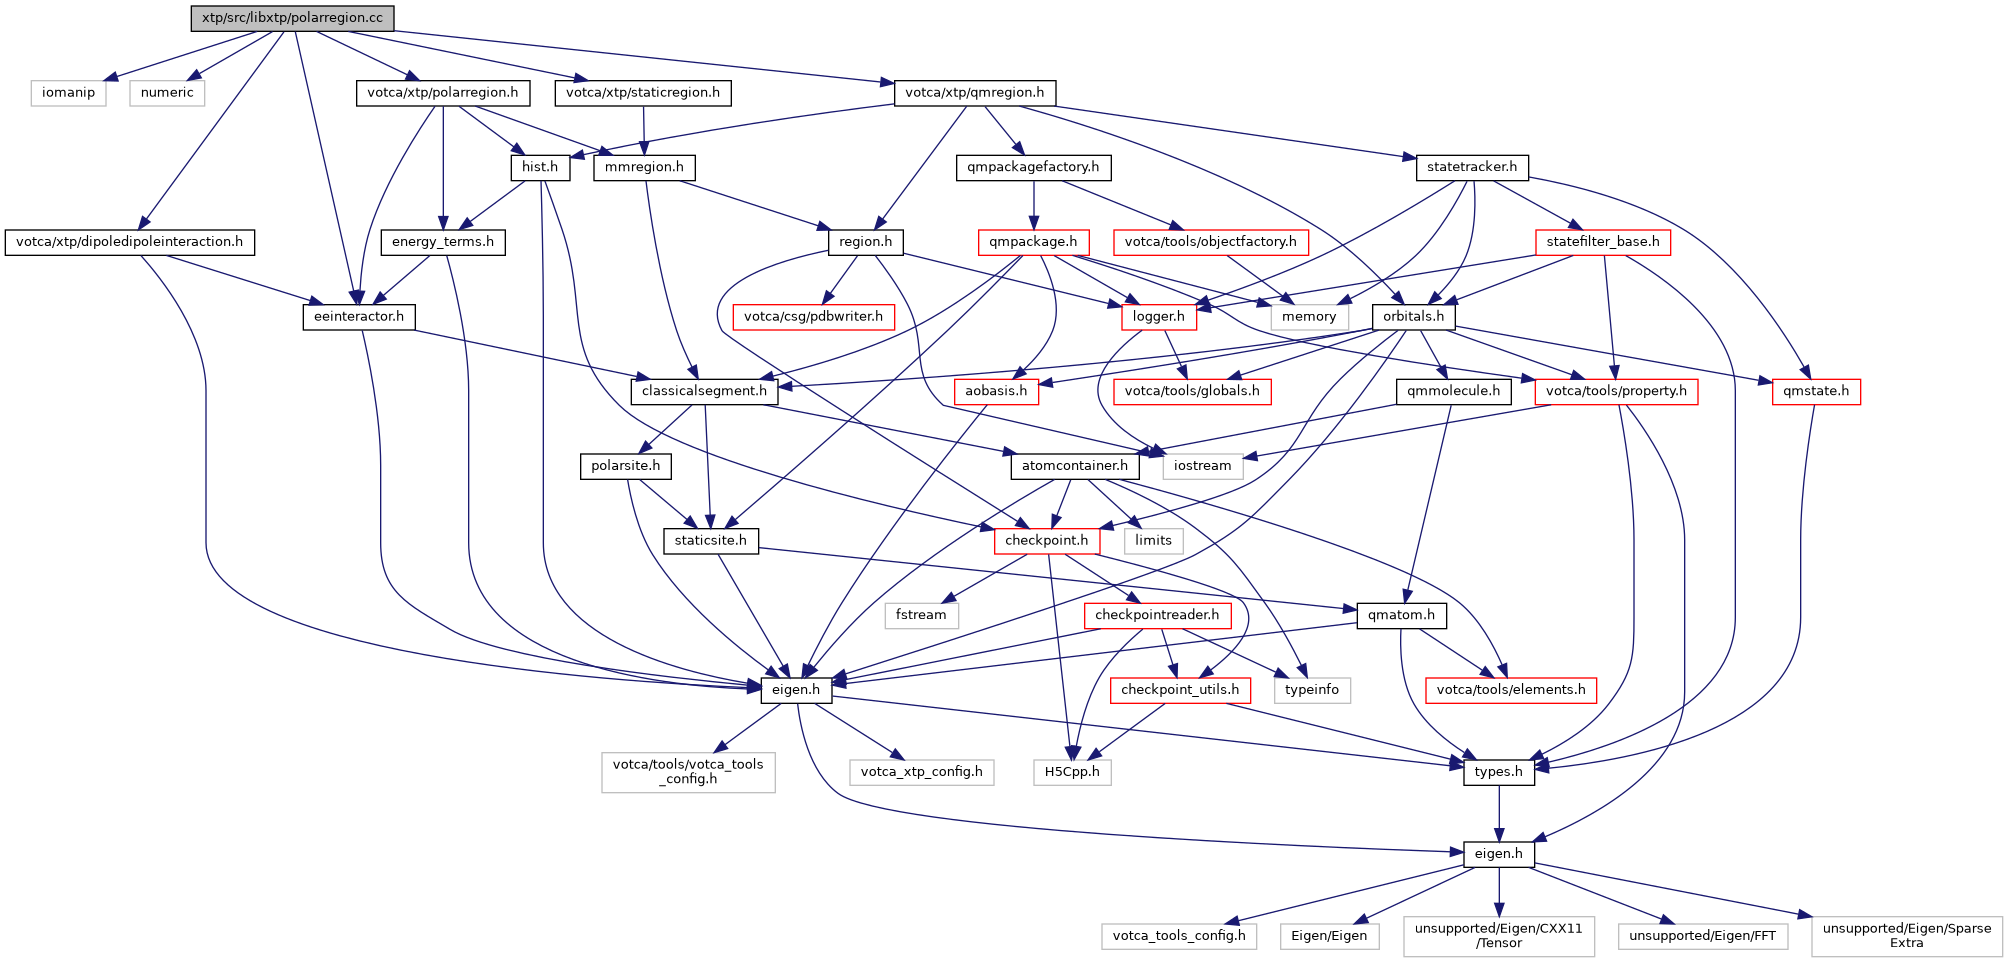 xtp/src/libxtp/polarregion.cc
iomanip
numeric
votca/xtp/polarregion.h
votca/xtp/staticregion.h
votca/xtp/qmregion.h
hist.h
mmregion.h
qmpackagefactory.h
statetracker.h
votca/xtp/dipoledipoleinteraction.h
energy_terms.h
region.h
qmpackage.h
votca/tools/objectfactory.h
statefilter_base.h
eeinteractor.h
votca/csg/pdbwriter.h
logger.h
memory
orbitals.h
classicalsegment.h
aobasis.h
votca/tools/globals.h
qmmolecule.h
votca/tools/property.h
qmstate.h
polarsite.h
atomcontainer.h
iostream
staticsite.h
checkpoint.h
limits
fstream
checkpointreader.h
qmatom.h
eigen.h
checkpoint_utils.h
typeinfo
votca/tools/elements.h
votca/tools/votca_tools
_config.h
votca_xtp_config.h
H5Cpp.h
types.h
eigen.h
votca_tools_config.h
Eigen/Eigen
unsupported/Eigen/CXX11
/Tensor
unsupported/Eigen/FFT
unsupported/Eigen/Sparse
Extra